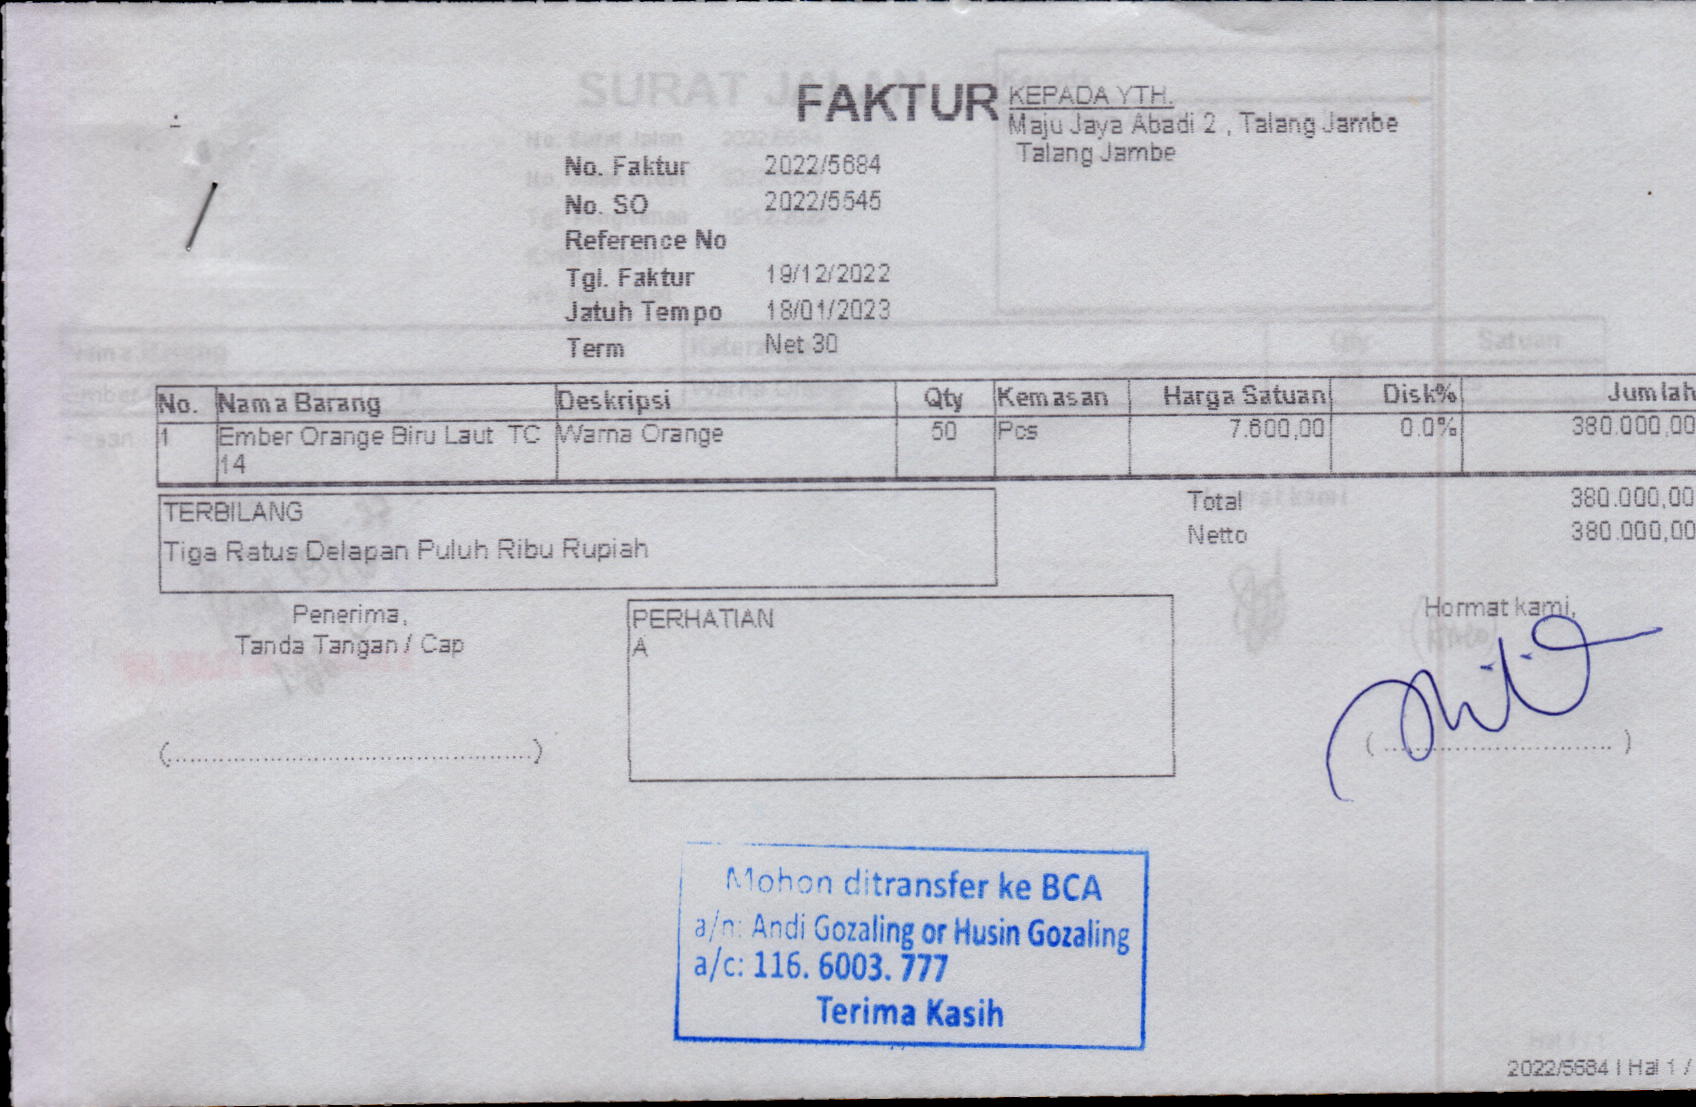 FAKTUR
KEPADA YTH.
Maju Jaya Abadi 2 , Talang Jambe
Talang Jambe
No. Faktur 2022/5684
No. SO 2022/5545
Reference No
Tgl. Faktur 19/12/2022
Jatuh Tempo 18/01/2023
Term Net 30
No. Nama Barang Deskripsi Qty Kemasan Harga Satuan Disk% Jumlah
1 Ember Orange Biru Laut TC Warna Orange 50 Pcs 7.600,00 0.0% 380.000,00
14
TERBILANG
Tiga Ratus Delapan Puluh Ribu Rupiah
Total 380.000,00
Netto 380.000,00
Penerima,
Tanda Tangan / Cap
PERHATIAN
A
Hormat kami,
Mohon ditransfer ke BCA
a/n: Andi Gozaling or Husin Gozaling
a/c: 116. 6003. 777
Terima Kasih
2022/5684 | Hal 1 /